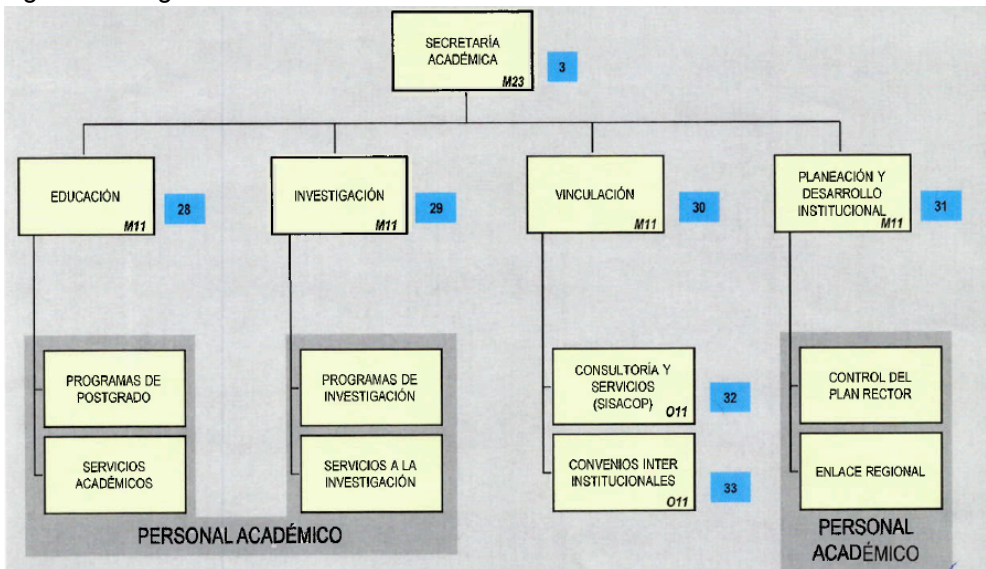 SECRETARÍA
ACADÉMICA
M23
3
EDUCACIÓN
M11
28
INVESTIGACIÓN
M11
29
VINCULACIÓN
M11
30
PLANEACIÓN Y
DESARROLLO
INSTITUCIONAL
M11
31
PROGRAMAS DE
POSTGRADO
PROGRAMAS DE
INVESTIGACIÓN
CONSULTORÍA Y
SERVICIOS
(SISACOP)
O11
32
CONTROL DEL
PLAN RECTOR
SERVICIOS
ACADÉMICOS
SERVICIOS A LA
INVESTIGACIÓN
CONVENIOS INTER
INSTITUCIONALES
O11
33
ENLACE REGIONAL
PERSONAL ACADÉMICO
PERSONAL
ACADÉMICO